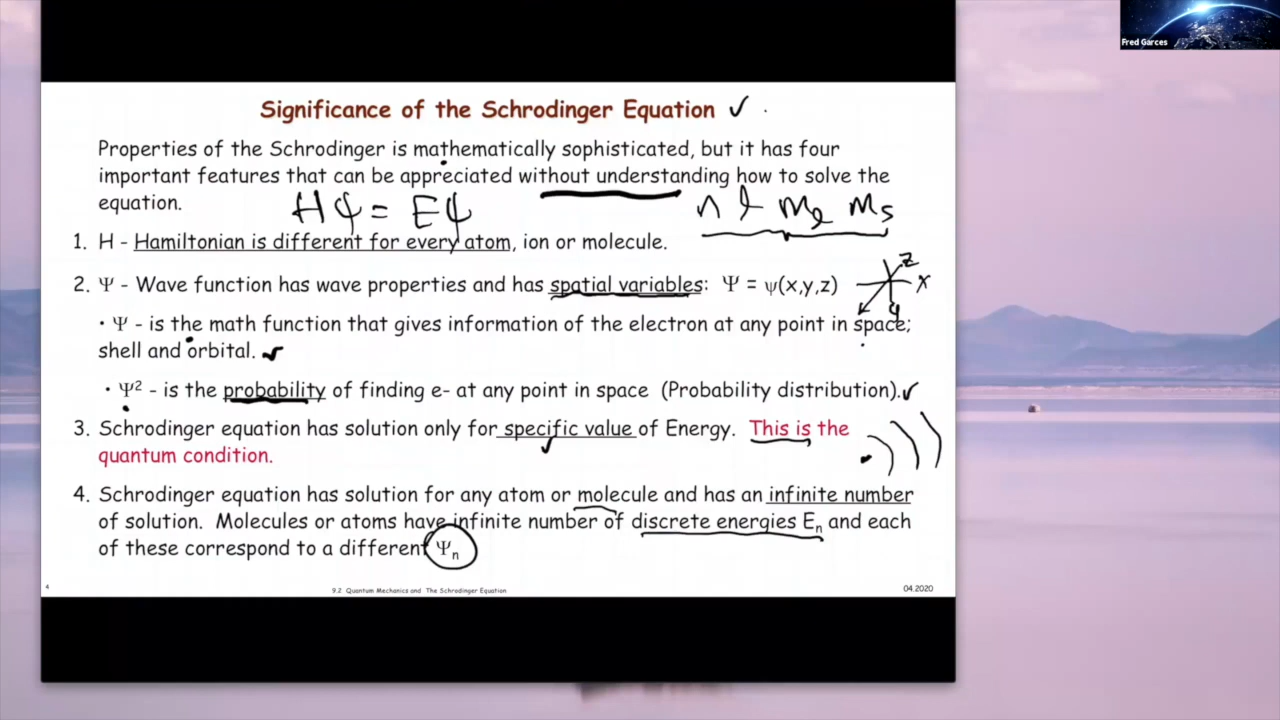 Fred Garces
Significance of the Schrodinger Equation ✓
Properties of the Schrodinger is mathematically sophisticated, but it has four
important features that can be appreciated without understanding how to solve the
equation.
HΨ = EΨ
n l ml ms
1. H - Hamiltonian is different for every atom, ion or molecule.
2. Ψ - Wave function has wave properties and has spatial variables: Ψ = ψ(x,y,z)
z
x
y
• Ψ - is the math function that gives information of the electron at any point in space;
shell and orbital. ✓
• Ψ² - is the probability of finding e- at any point in space (Probability distribution). ✓
3. Schrodinger equation has solution only for specific value of Energy. This is the
quantum condition.
4. Schrodinger equation has solution for any atom or molecule and has an infinite number
of solution. Molecules or atoms have infinite number of discrete energies En and each
of these correspond to a different Ψn
4
9.2 Quantum Mechanics and The Schrodinger Equation
04.2020